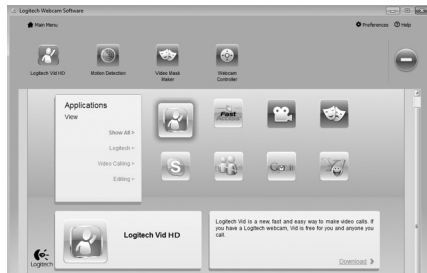 Logitech Webcam Software
Main Menu
Preferences
Help
Logitech Vid HD
Motion Detection
Video Mask
Maker
Webcam
Controller
Applications
View
Show All
Logitech
Video Calling
Editing
Fast
Access
S
Logitech Vid HD
Logitech Vid is a new, fast and easy way to make video calls. If
you have a Logitech webcam, Vid is free for you and anyone you
call.
Download
Logitech